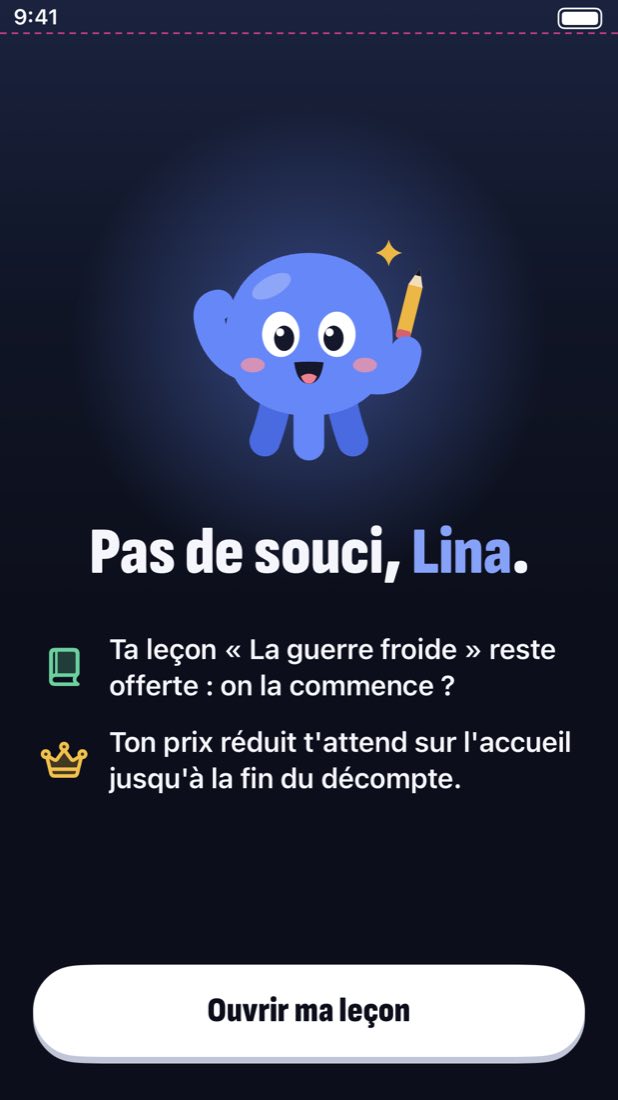 9:41
Pas de souci, Lina.
Ta leçon « La guerre froide » reste
offerte : on la commence ?
Ton prix réduit t'attend sur l'accueil
jusqu'à la fin du décompte.
Ouvrir ma leçon